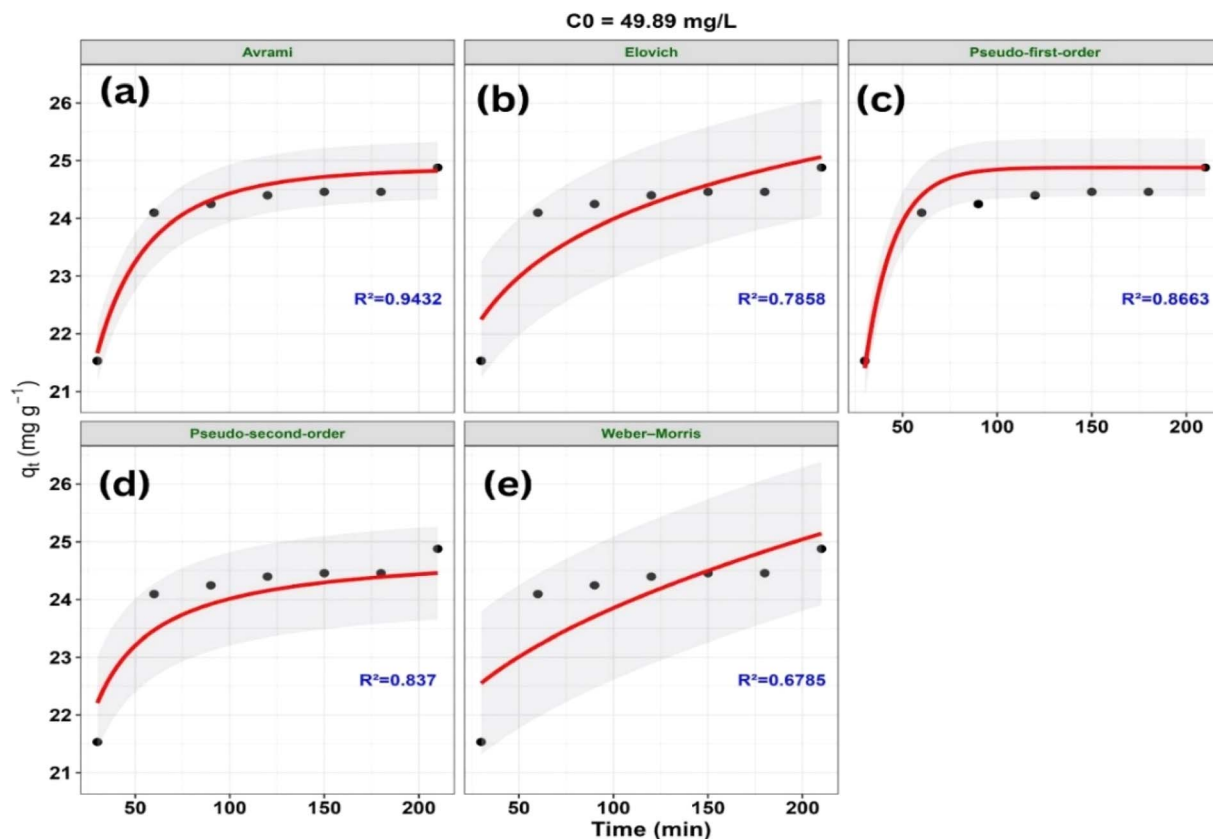 C0 = 49.89 mg/L
Avrami
Elovich
Pseudo-first-order
(a)
(b)
(c)
26
25
24
23
22
21
R²=0.9432
R²=0.7858
R²=0.8663
50
100
150
200
Pseudo-second-order
Weber–Morris
(d)
(e)
26
25
24
23
22
21
R²=0.837
R²=0.6785
50
100
150
200
50
100
150
200
qt (mg g⁻¹)
Time (min)